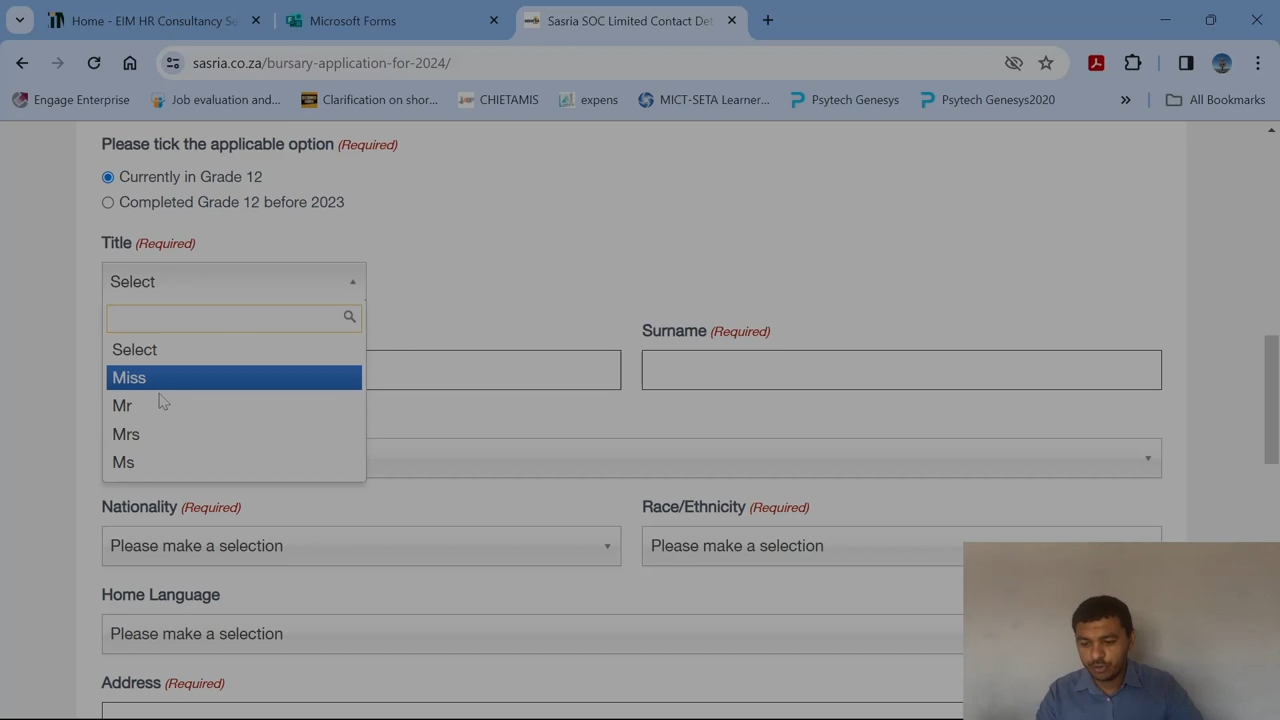 Home - EIM HR Consultancy Se
Microsoft Forms
Sasria SOC Limited Contact Det
sasria.co.za/bursary-application-for-2024/
Engage Enterprise
Job evaluation and...
Clarification on shor...
CHIETAMIS
expens
MICT-SETA Learner...
Psytech Genesys
Psytech Genesys2020
All Bookmarks
Please tick the applicable option (Required)
Currently in Grade 12
Completed Grade 12 before 2023
Title (Required)
Select
Select
Miss
Mr
Mrs
Ms
Surname (Required)
Nationality (Required)
Race/Ethnicity (Required)
Please make a selection
Please make a selection
Home Language
Please make a selection
Address (Required)